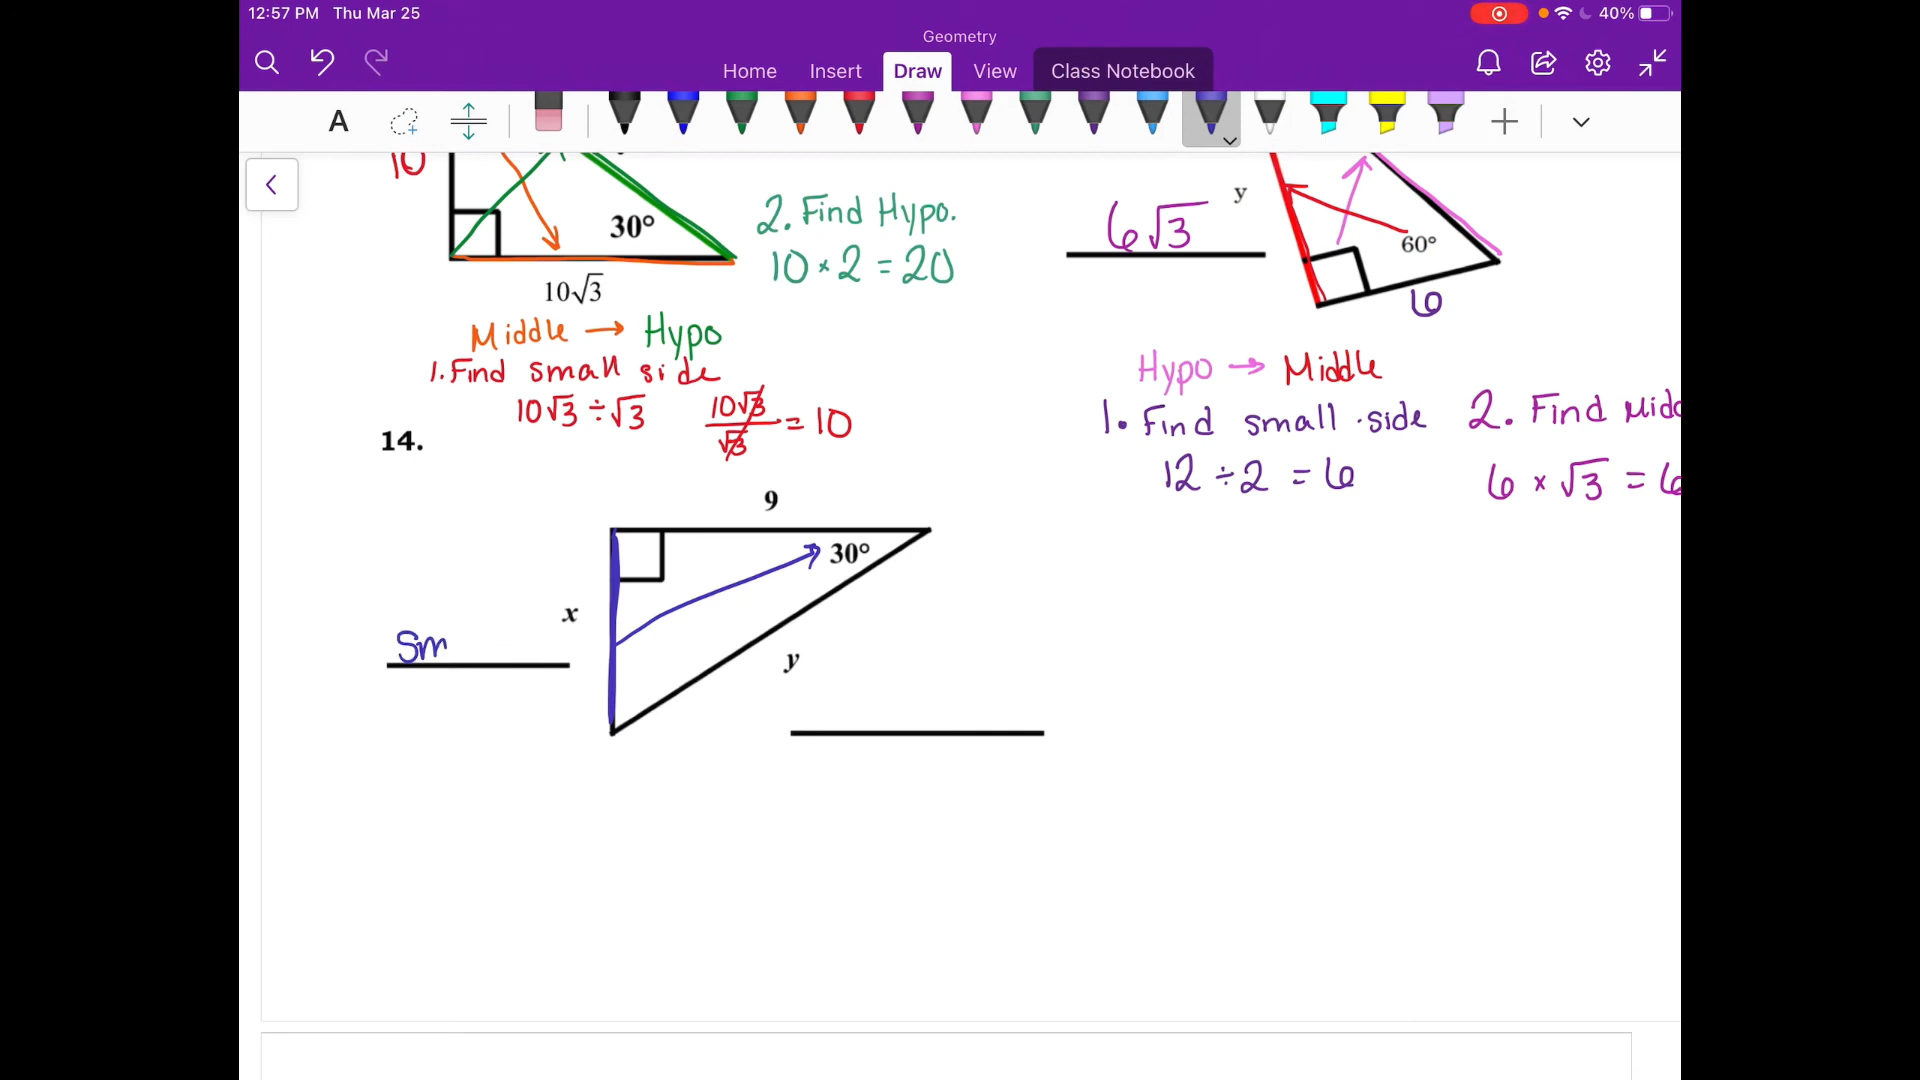 12:57 PM Thu Mar 25
40%
Geometry
Home Insert Draw View Class Notebook
A
10
30°
10√3
2. Find Hypo.
10 × 2 = 20
Middle → Hypo
1. Find small side
10√3 ÷ √3 10√3/√3 = 10
6√3
y
60°
6
Hypo → Middle
1. Find small side
12 ÷ 2 = 6
2. Find Midd
6 × √3 = 6
14.
9
30°
x
Sm
y